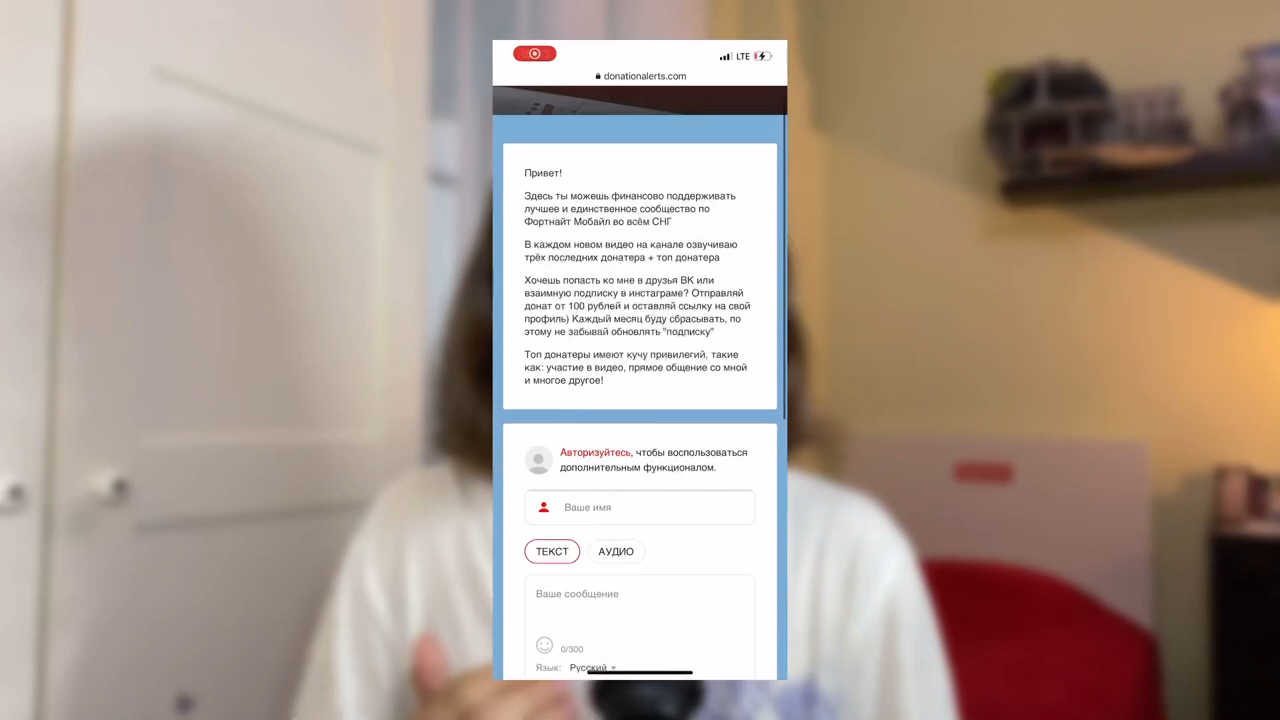 LTE
donationalerts.com
Привет!
Здесь ты можешь финансово поддерживать
лучшее и единственное сообщество по
Фортнайт Мобайл во всём СНГ
В каждом новом видео на канале озвучиваю
трёх последних донатера + топ донатера
Хочешь попасть ко мне в друзья ВК или
взаимную подписку в инстаграме? Отправляй
донат от 100 рублей и оставляй ссылку на свой
профиль) Каждый месяц буду сбрасывать, по
этому не забывай обновлять "подписку"
Топ донатеры имеют кучу привилегий, такие
как: участие в видео, прямое общение со мной
и многое другое!
Авторизуйтесь, чтобы воспользоваться
дополнительным функционалом.
Ваше имя
ТЕКСТ АУДИО
Ваше сообщение
0/300
Язык: Русский